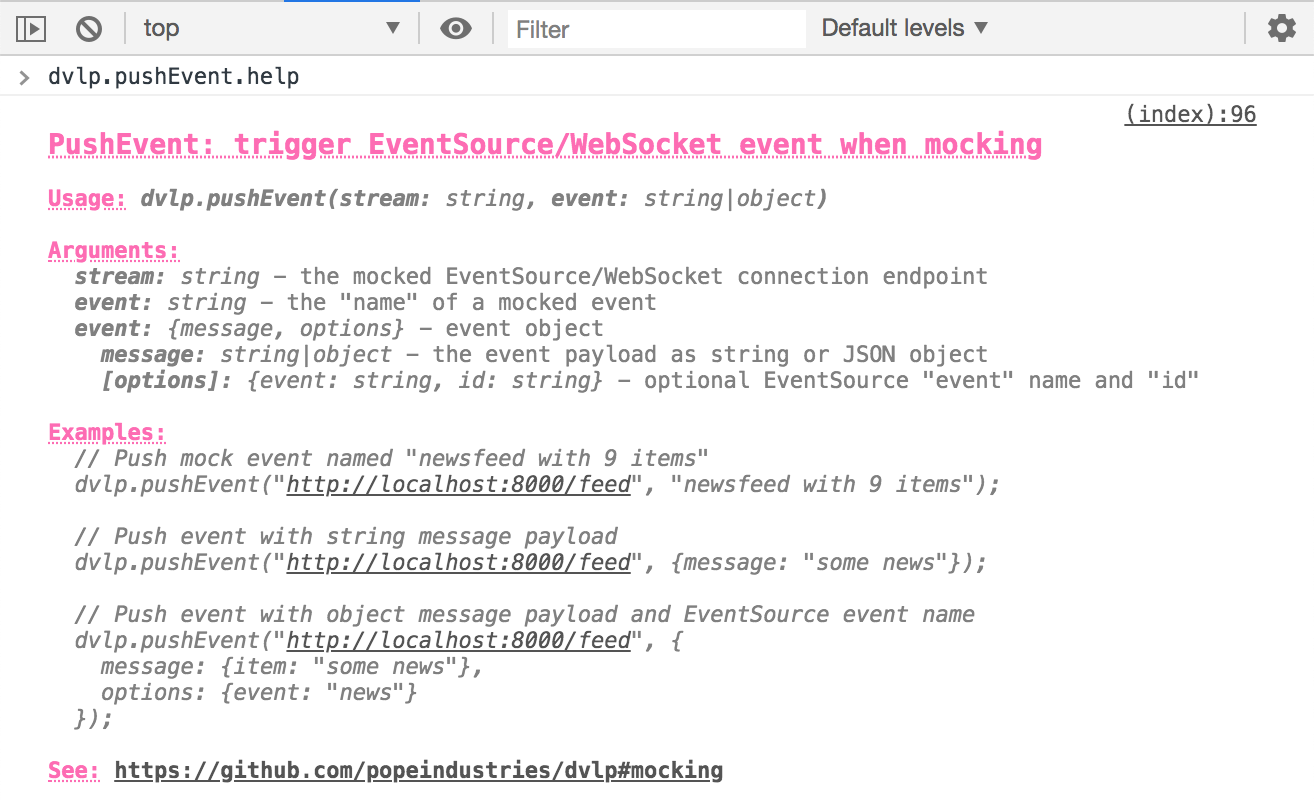 top ▼ Filter Default levels ▼
> dvlp.pushEvent.help
(index):96
PushEvent: trigger EventSource/WebSocket event when mocking
Usage: dvlp.pushEvent(stream: string, event: string|object)
Arguments:
stream: string – the mocked EventSource/WebSocket connection endpoint
event: string – the "name" of a mocked event
event: {message, options} – event object
message: string|object – the event payload as string or JSON object
[options]: {event: string, id: string} – optional EventSource "event" name and "id"
Examples:
// Push mock event named "newsfeed with 9 items"
dvlp.pushEvent("http://localhost:8000/feed", "newsfeed with 9 items");
// Push event with string message payload
dvlp.pushEvent("http://localhost:8000/feed", {message: "some news"});
// Push event with object message payload and EventSource event name
dvlp.pushEvent("http://localhost:8000/feed", {
message: {item: "some news"},
options: {event: "news"}
});
See: https://github.com/popeindustries/dvlp#mocking